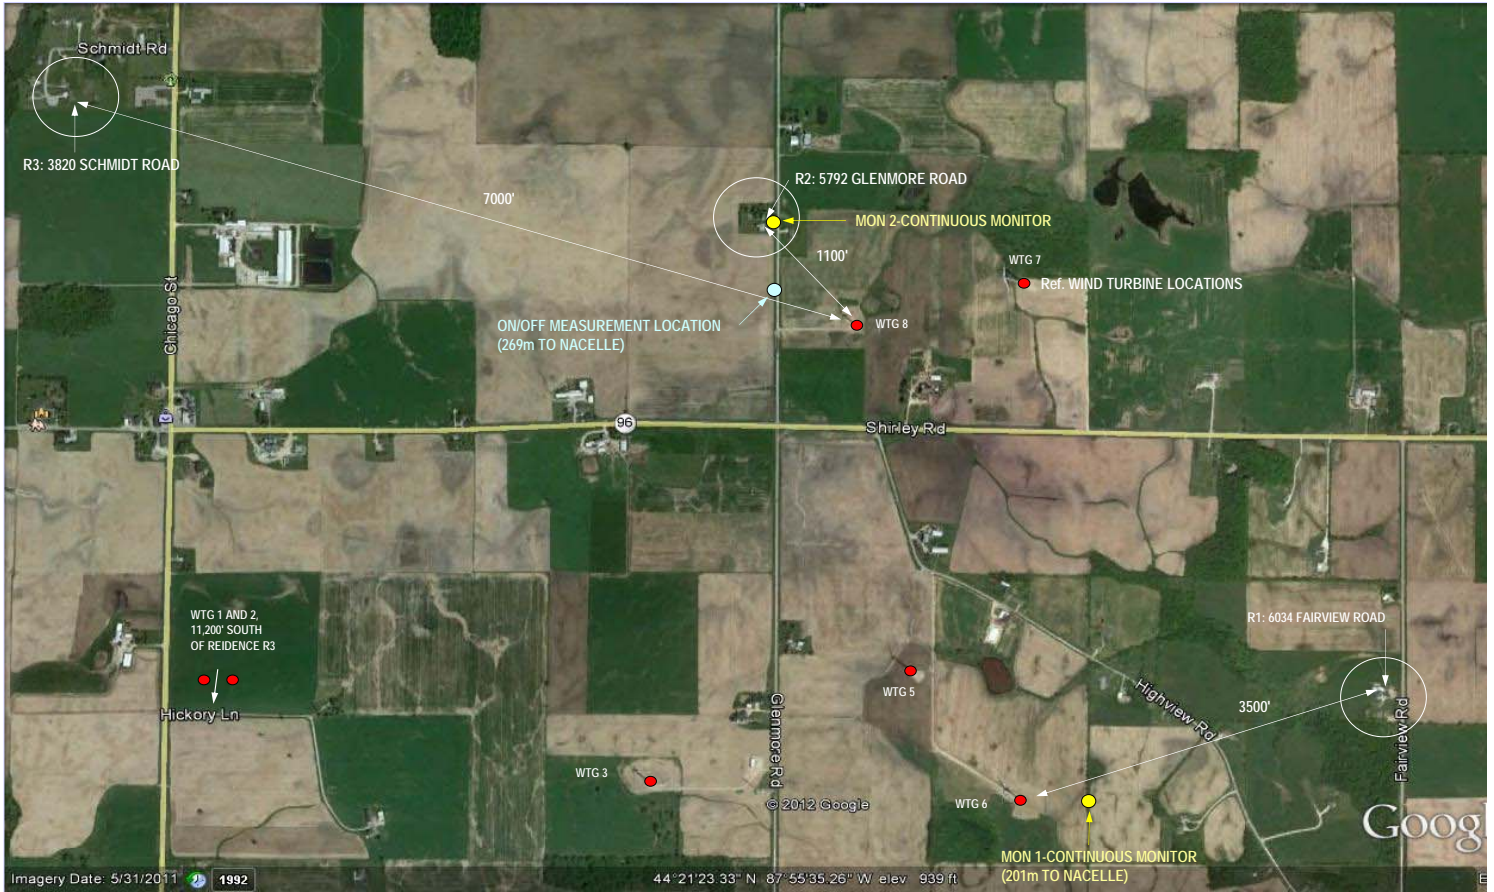 Schmidt Rd
R3: 3820 SCHMIDT ROAD
7000'
R2: 5792 GLENMORE ROAD
MON 2-CONTINUOUS MONITOR
1100'
WTG 7
Ref. WIND TURBINE LOCATIONS
Chicago St
ON/OFF MEASUREMENT LOCATION
(269m TO NACELLE)
WTG 8
96
Shirley Rd
WTG 1 AND 2,
11,200' SOUTH
OF REIDENCE R3
R1: 6034 FAIRVIEW ROAD
Hickory Ln
WTG 5
Highview Rd
3500'
Glenmore Rd
Fairview Rd
WTG 3
© 2012 Google
WTG 6
Googl
MON 1-CONTINUOUS MONITOR
(201m TO NACELLE)
Imagery Date: 5/31/2011
1992
44°21'23.33" N 87°55'35.26" W elev 939 ft
E